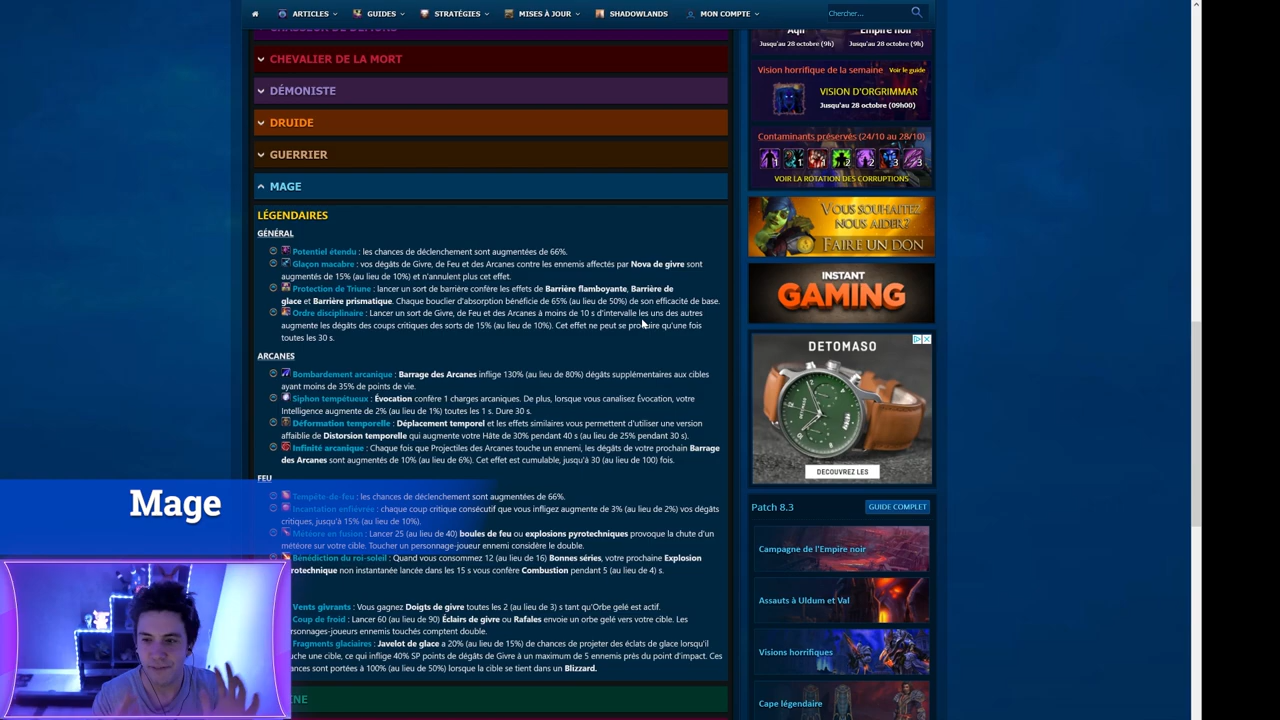 ARTICLES
GUIDES
STRATÉGIES
MISES À JOUR
SHADOWLANDS
MON COMPTE
Chercher...
CHASSEUR DE DÉMONS
CHEVALIER DE LA MORT
DÉMONISTE
DRUIDE
GUERRIER
MAGE
LÉGENDAIRES
GÉNÉRAL
Potentiel étendu : les chances de déclenchement sont augmentées de 66%.
Glaçon macabre : vos dégâts de Givre, de Feu et des Arcanes contre les ennemis affectés par Nova de givre sont
augmentés de 15% (au lieu de 10%) et n'annulent plus cet effet.
Protection de Triune : lancer un sort de barrière confère les effets de Barrière flamboyante, Barrière de
glace et Barrière prismatique. Chaque bouclier d'absorption bénéficie de 65% (au lieu de 50%) de son efficacité de base.
Ordre disciplinaire : Lancer un sort de Givre, de Feu et des Arcanes à moins de 10 s d'intervalle les uns des autres
augmente les dégâts des coups critiques des sorts de 15% (au lieu de 10%). Cet effet ne peut se produire qu'une fois
toutes les 30 s.
ARCANES
Bombardement arcanique : Barrage des Arcanes inflige 130% (au lieu de 80%) dégâts supplémentaires aux cibles
ayant moins de 35% de points de vie.
Siphon tempétueux : Évocation confère 1 charges arcaniques. De plus, lorsque vous canalisez Évocation, votre
Intelligence augmente de 2% (au lieu de 1%) toutes les 1 s. Dure 30 s.
Déformation temporelle : Déplacement temporel et les effets similaires vous permettent d'utiliser une version
affaiblie de Distorsion temporelle qui augmente votre Hâte de 30% pendant 40 s (au lieu de 25% pendant 30 s).
Infinité arcanique : Chaque fois que Projectiles des Arcanes touche un ennemi, les dégâts de votre prochain Barrage
des Arcanes sont augmentés de 10% (au lieu de 6%). Cet effet est cumulable, jusqu'à 30 (au lieu de 100) fois.
FEU
Tempête-de-feu : les chances de déclenchement sont augmentées de 66%.
Incantation enfiévrée : chaque coup critique consécutif que vous infligez augmente de 3% (au lieu de 2%) vos dégâts
critiques, jusqu'à 15% (au lieu de 10%).
Météore en fusion : Lancer 25 (au lieu de 40) boules de feu ou explosions pyrotechniques provoque la chute d'un
météore sur votre cible. Toucher un personnage-joueur ennemi considère le double.
Bénédiction du roi-soleil : Quand vous consommez 12 (au lieu de 16) Bonnes séries, votre prochaine Explosion
rotechnique non instantanée lancée dans les 15 s vous confère Combustion pendant 5 (au lieu de 4) s.
Vents givrants : Vous gagnez Doigts de givre toutes les 2 (au lieu de 3) s tant qu'Orbe gelé est actif.
Coup de froid : Lancer 60 (au lieu de 90) Éclairs de givre ou Rafales envoie un orbe gelé vers votre cible. Les
rsonnages-joueurs ennemis touchés comptent double.
Fragments glaciaires : Javelot de glace a 20% (au lieu de 15%) de chances de projeter des éclats de glace lorsqu'il
uche une cible, ce qui inflige 40% SP points de dégâts de Givre à un maximum de 5 ennemis près du point d'impact. Ces
ances sont portées à 100% (au lieu de 50%) lorsque la cible se tient dans un Blizzard.
INE
Mage
Aqir
Empire noir
Jusqu'au 28 octobre (9h)
Jusqu'au 28 octobre (9h)
Vision horrifique de la semaine
Voir le guide
VISION D'ORGRIMMAR
Jusqu'au 28 octobre (09h00)
Contaminants préservés (24/10 au 28/10)
1 1 1 2 2 3 3
VOIR LA ROTATION DES CORRUPTIONS
VOUS SOUHAITEZ
NOUS AIDER?
FAIRE UN DON
INSTANT
GAMING
DETOMASO
DECOUVREZ LES
Patch 8.3
GUIDE COMPLET
Campagne de l'Empire noir
Assauts à Uldum et Val
Visions horrifiques
Cape légendaire